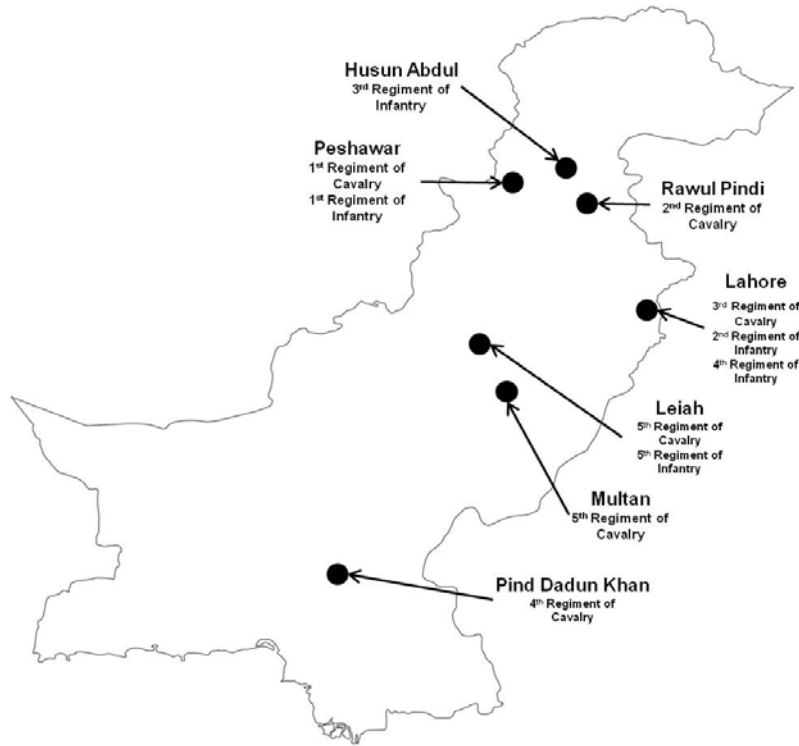 Husun Abdul
3rd Regiment of
Infantry
Peshawar
1st Regiment of
Cavalry
1st Regiment of
Infantry
Rawul Pindi
2nd Regiment of
Cavalry
Lahore
3rd Regiment of
Cavalry
2nd Regiment of
Infantry
4th Regiment of
Infantry
Leiah
5th Regiment of
Cavalry
5th Regiment of
Infantry
Multan
5th Regiment of
Cavalry
Pind Dadun Khan
4th Regiment of
Cavalry